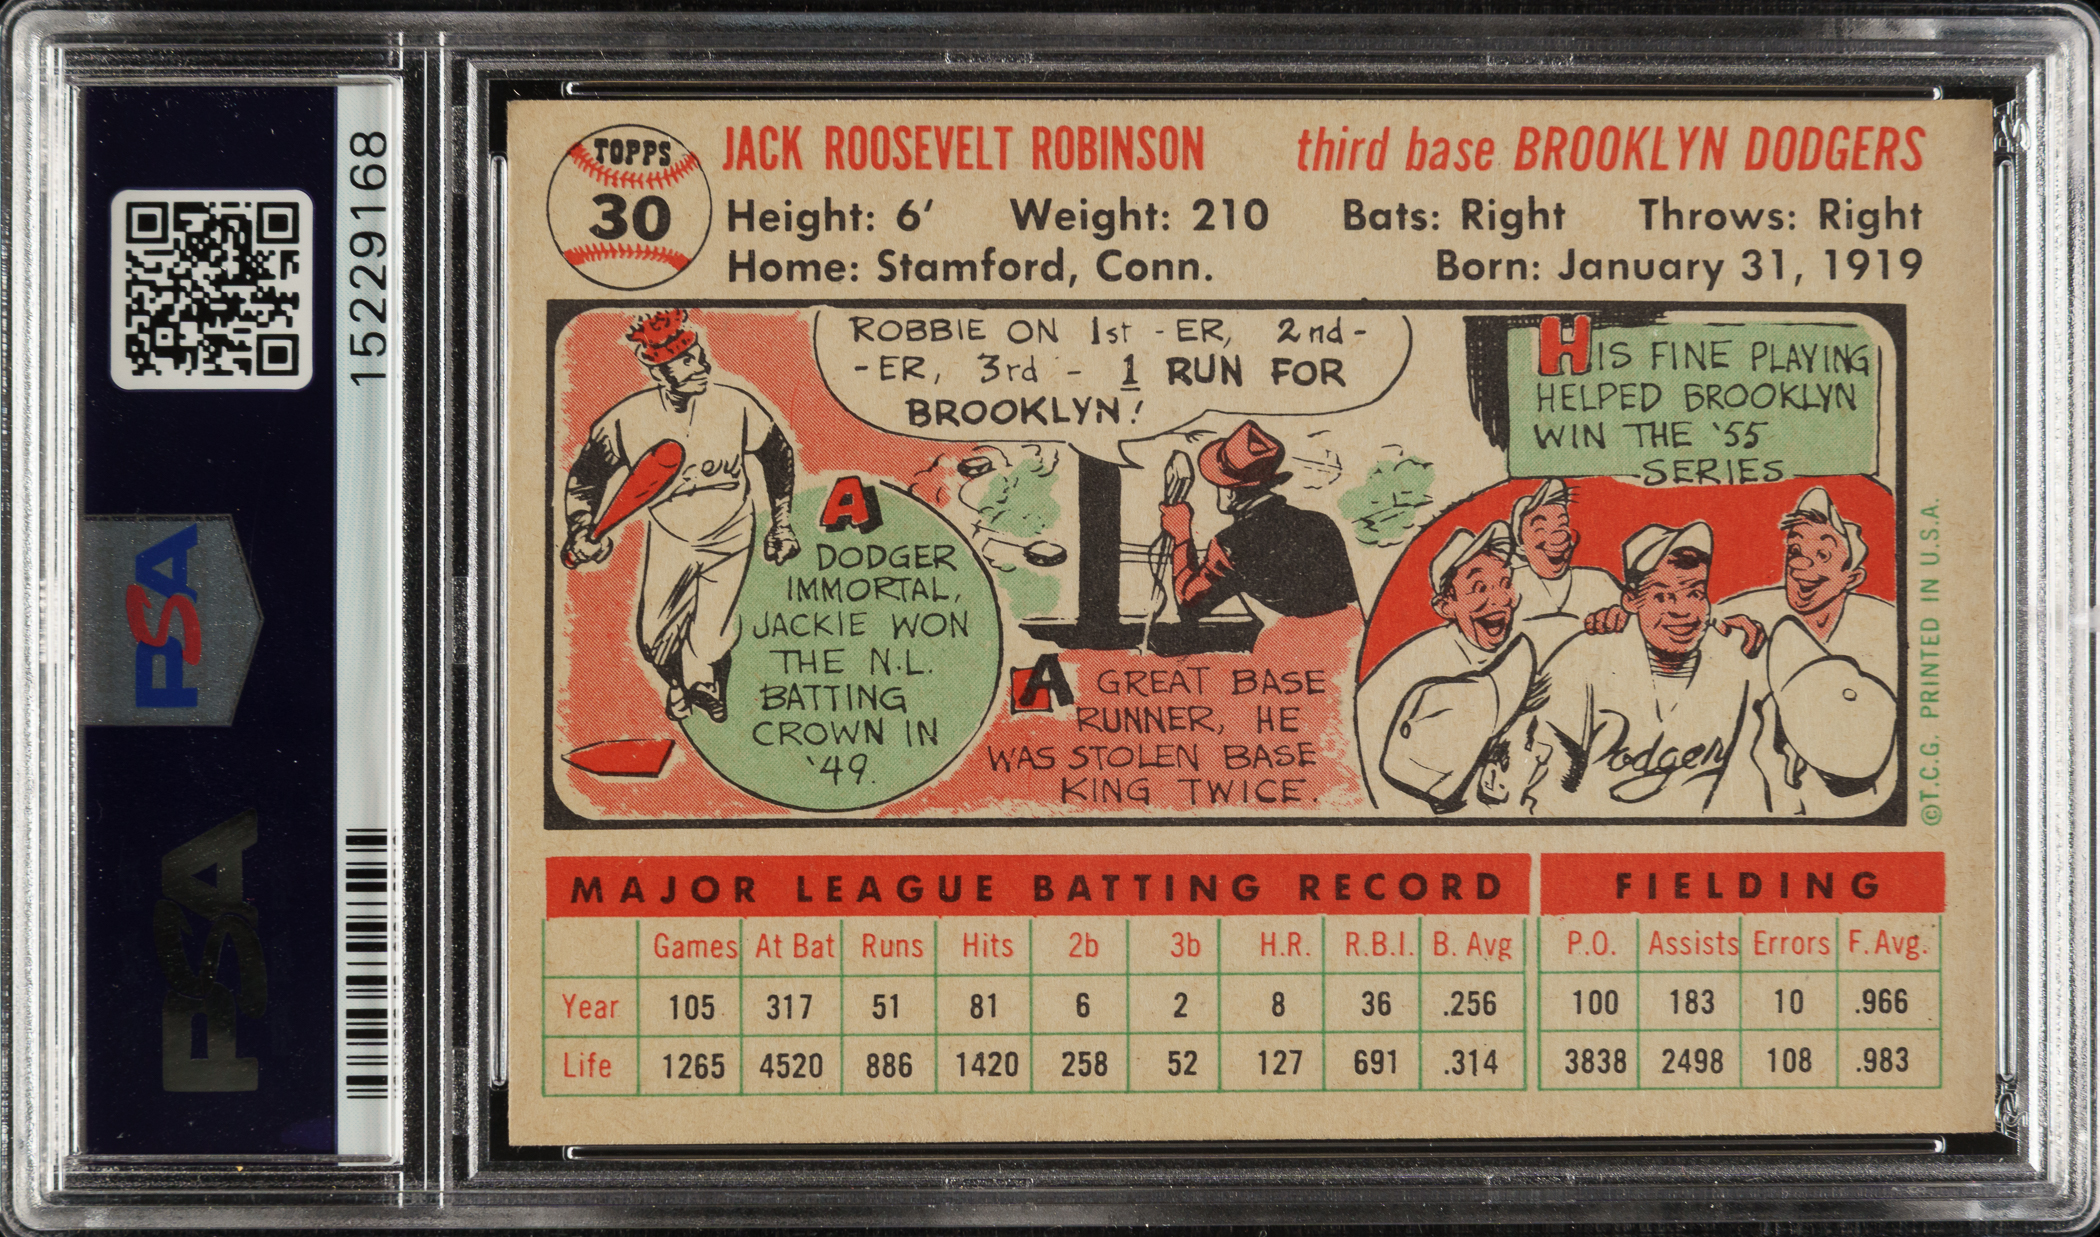 15229168
PSA
PSA
TOPPS
30
JACK ROOSEVELT ROBINSON third base BROOKLYN DODGERS
Height: 6' Weight: 210 Bats: Right Throws: Right
Home: Stamford, Conn. Born: January 31, 1919
ROBBIE ON 1st -ER, 2nd-
-ER, 3rd - 1 RUN FOR
BROOKLYN!
A
DODGER
IMMORTAL,
JACKIE WON
THE N.L.
BATTING
CROWN IN
'49.
A GREAT BASE
RUNNER, HE
WAS STOLEN BASE
KING TWICE.
HIS FINE PLAYING
HELPED BROOKLYN
WIN THE '55
SERIES
Dodgers
©T.C.G. PRINTED IN U.S.A.
MAJOR LEAGUE BATTING RECORD FIELDING
Games At Bat Runs Hits 2b 3b H.R. R.B.I. B. Avg P.O. Assists Errors F. Avg.
Year 105 317 51 81 6 2 8 36 .256 100 183 10 .966
Life 1265 4520 886 1420 258 52 127 691 .314 3838 2498 108 .983